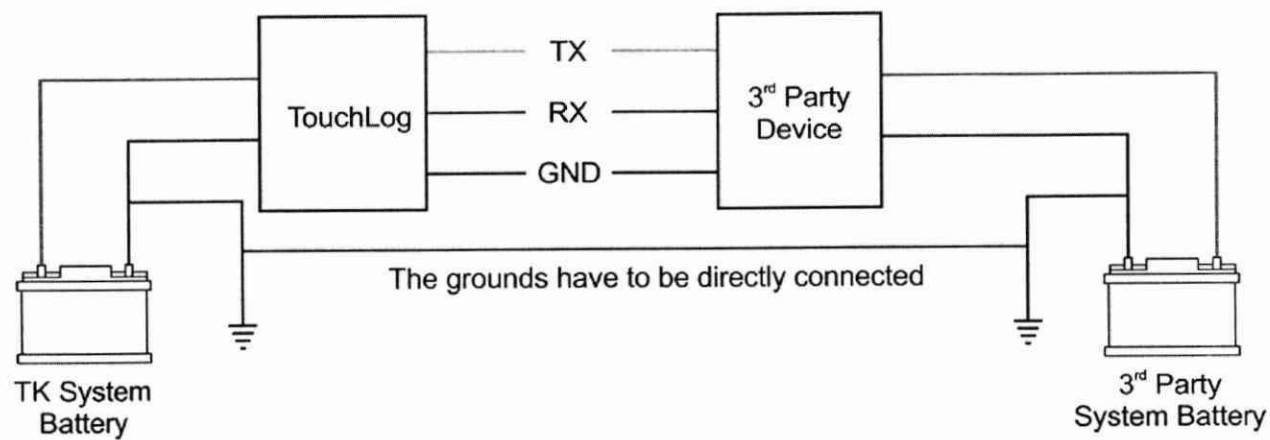 TX
TouchLog
RX
3rd Party
Device
GND
The grounds have to be directly connected
TK System
Battery
3rd Party
System Battery